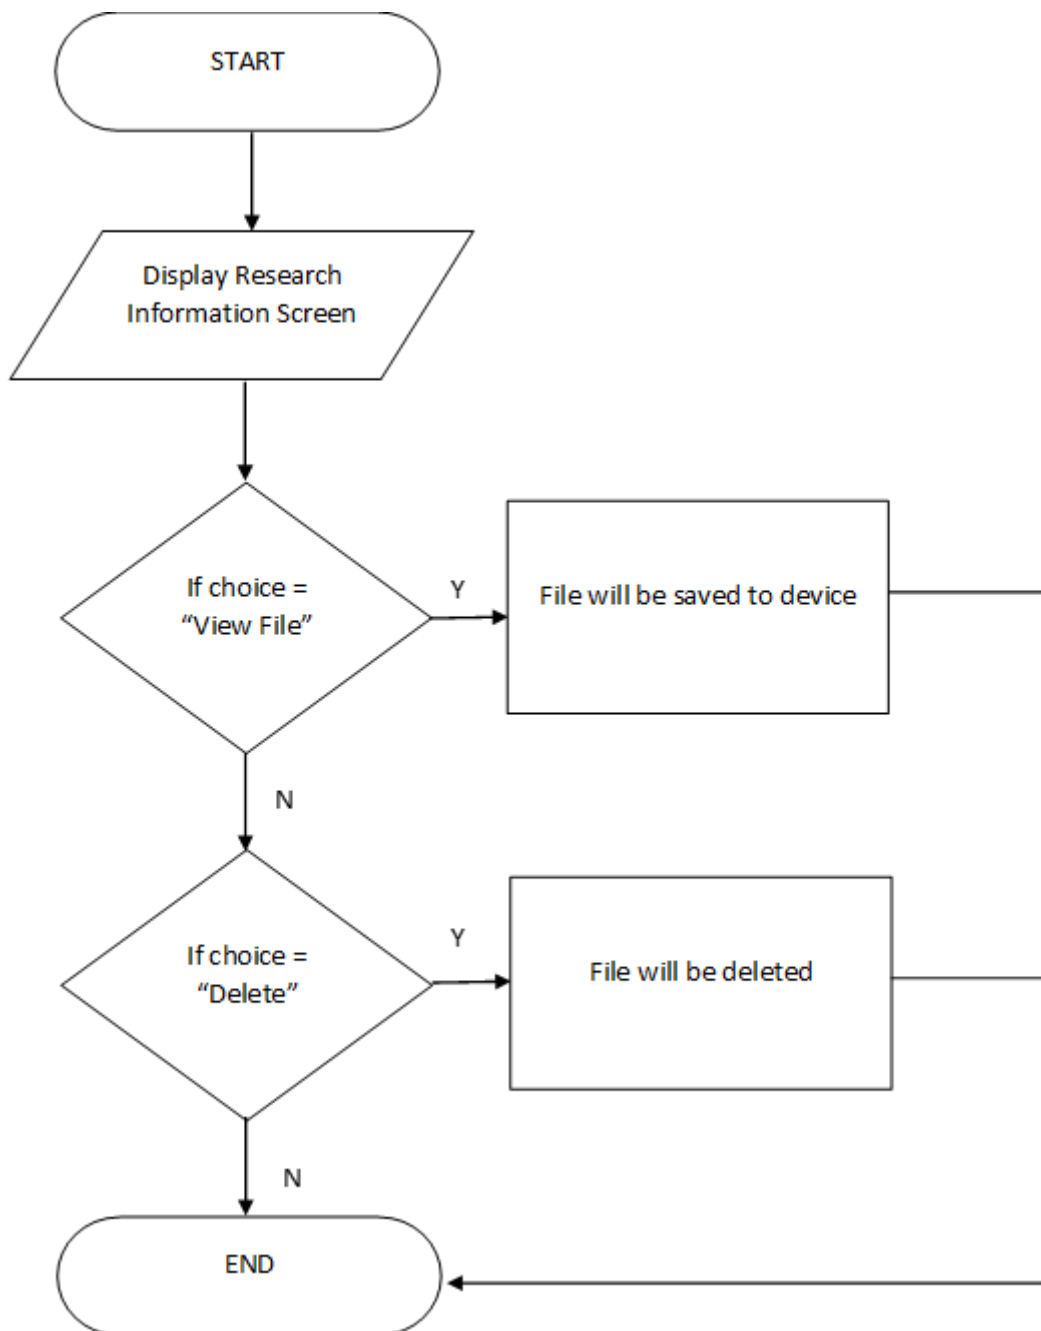 START
Display Research
Information Screen
If choice =
“View File”
Y
File will be saved to device
N
If choice =
“Delete”
Y
File will be deleted
N
END